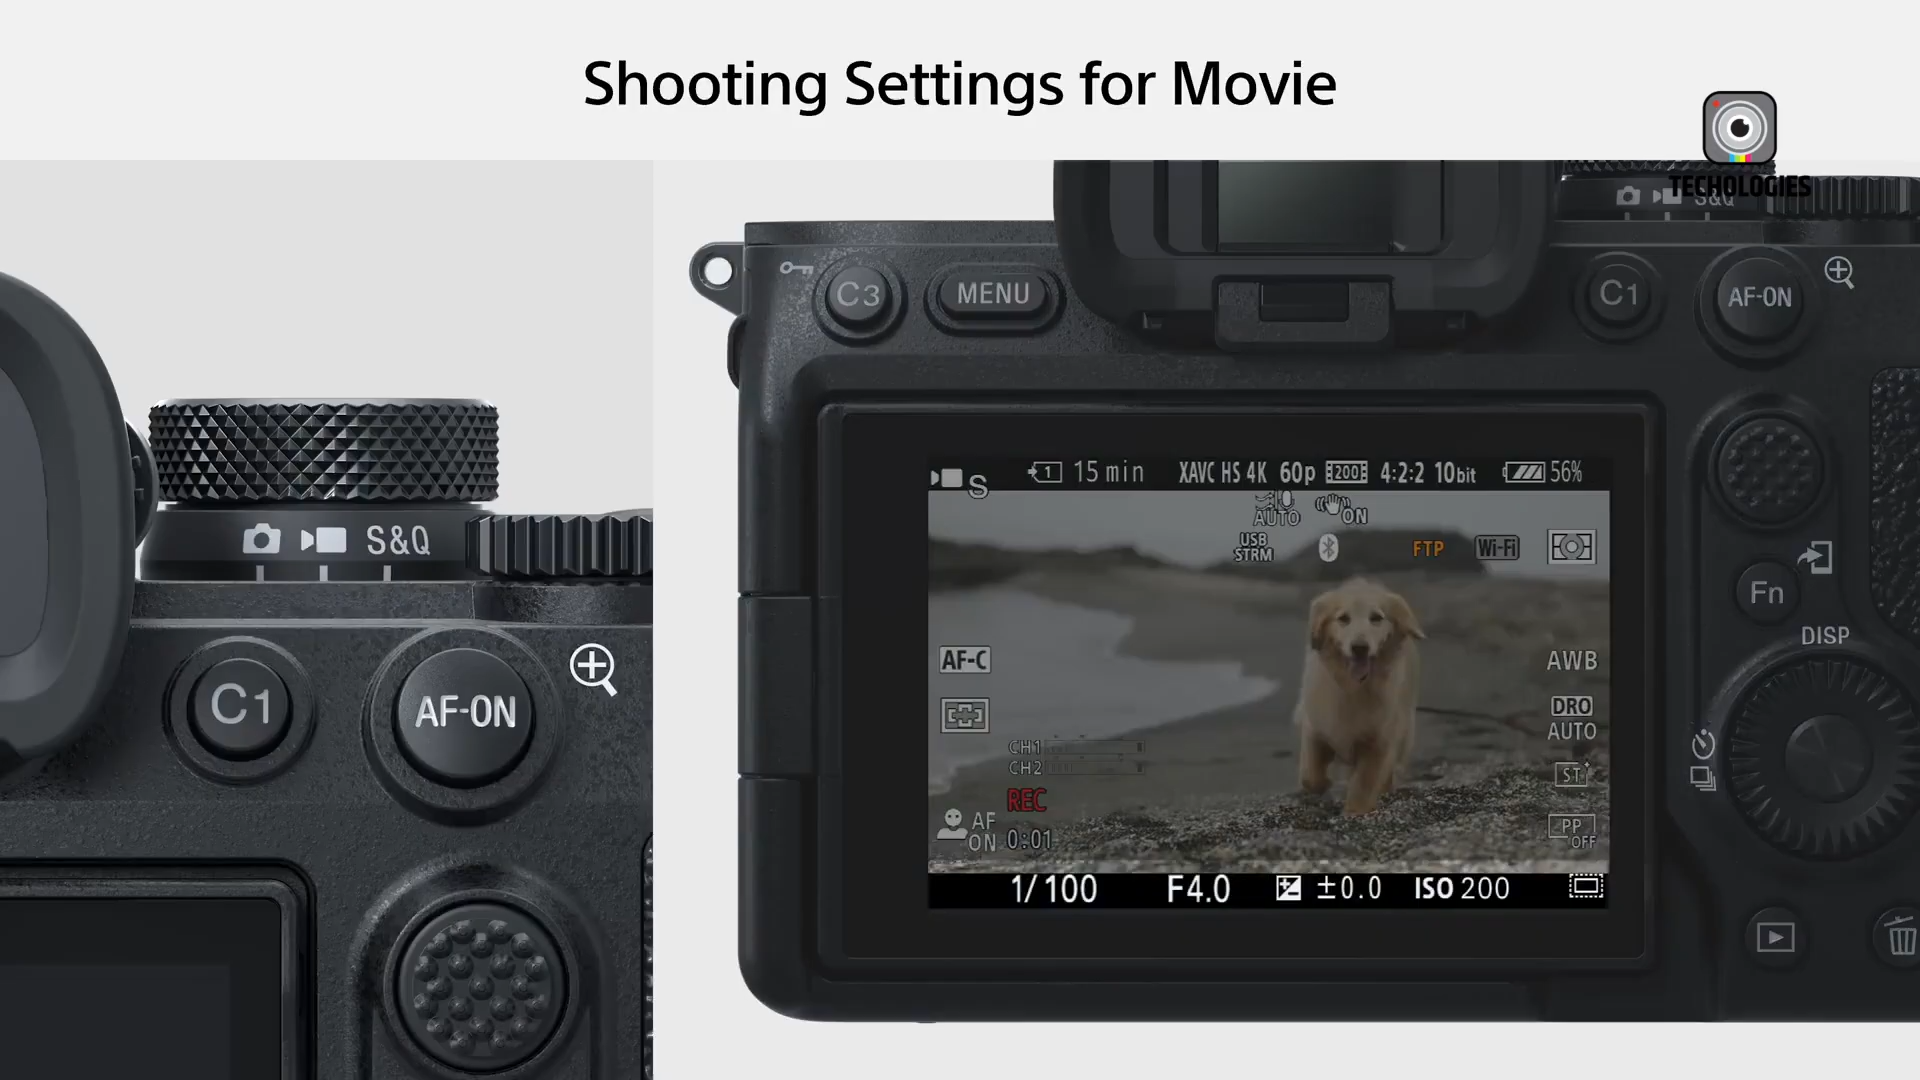 Shooting Settings for Movie
TECHOLOGIES
S&Q
C3
MENU
C1
AF-ON
S&Q
C1
AF-ON
S
1
15 min
XAVC HS 4K 60p 200 4:2:2 10bit
56%
AUTO
ON
USB
STRM
FTP
Wi-Fi
AF-C
AWB
DRO
AUTO
CH1
CH2
ST
REC
0:01
AF
ON
PP
OFF
1/100 F4.0 ±0.0 ISO 200
Fn
DISP